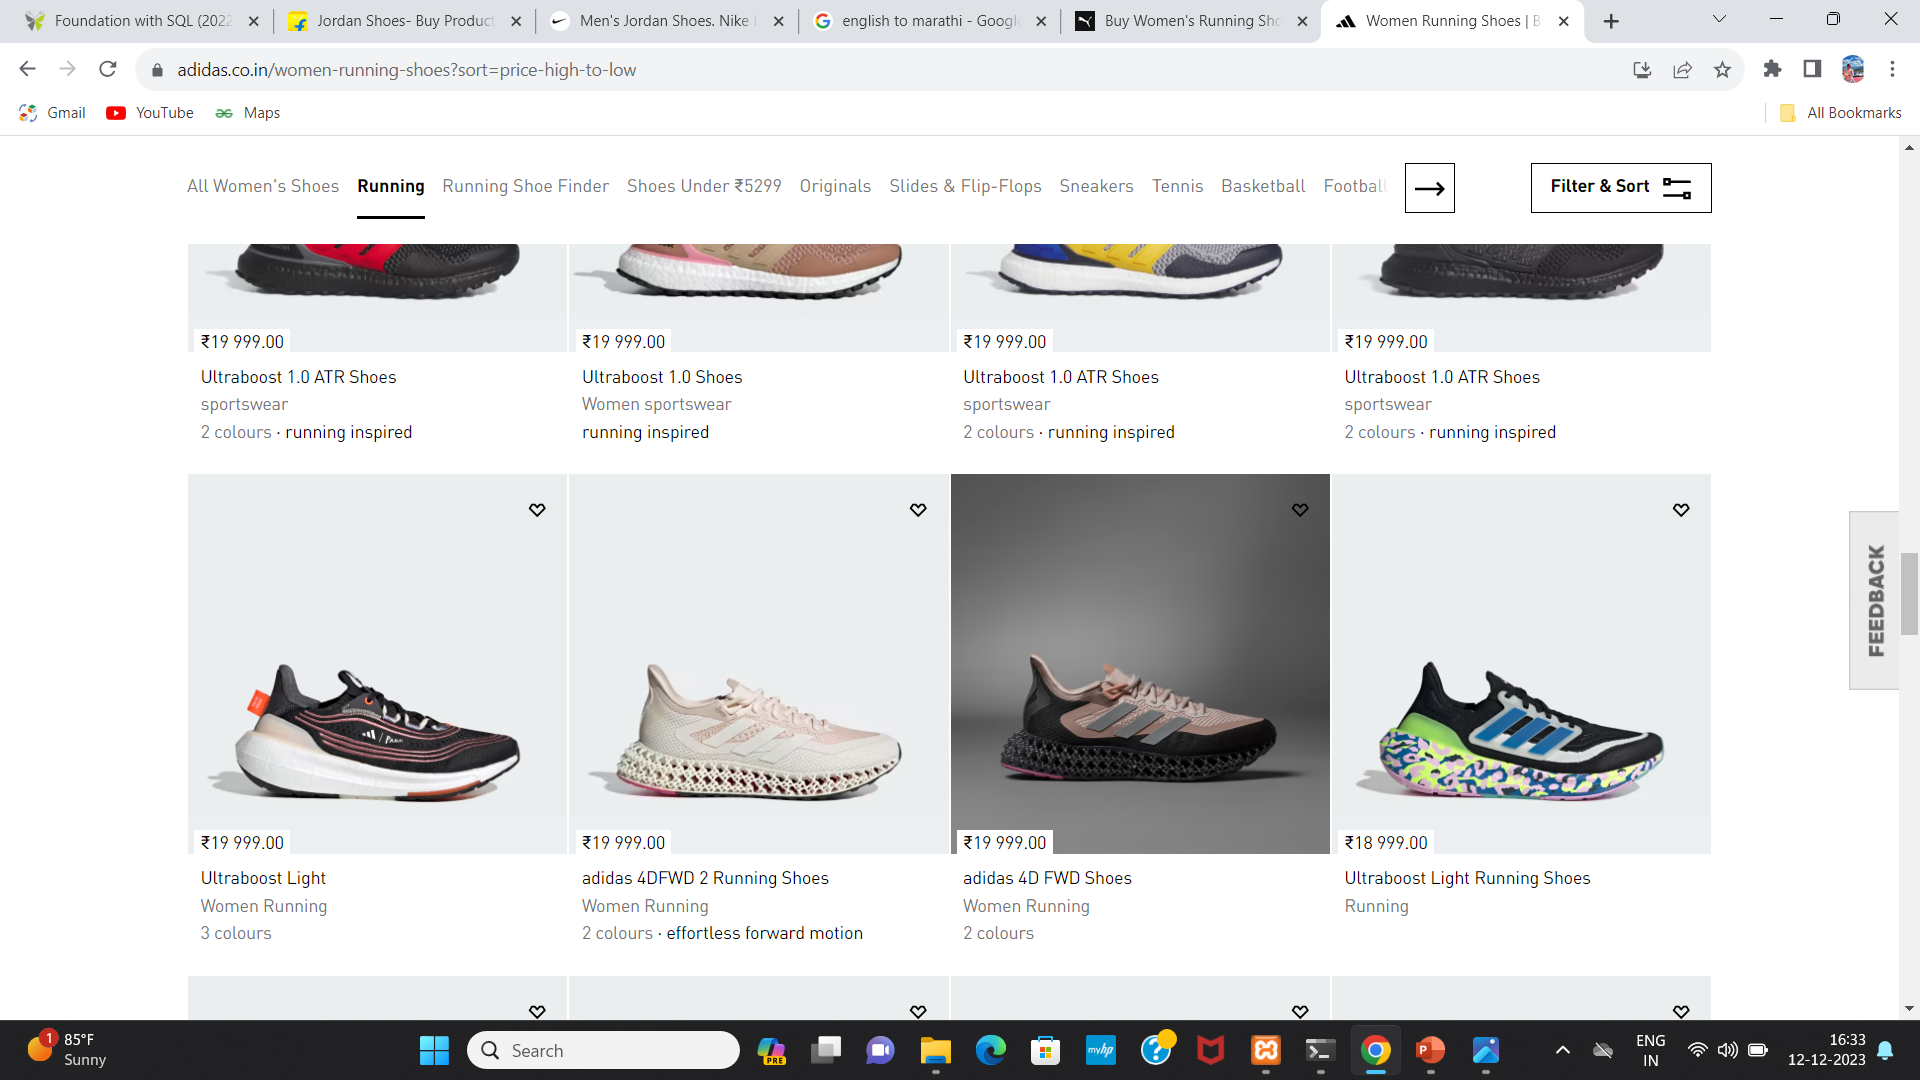 Foundation with SQL (2022
Jordan Shoes- Buy Product
Men's Jordan Shoes. Nike
english to marathi - Google
Buy Women's Running Sho
Women Running Shoes | B
adidas.co.in/women-running-shoes?sort=price-high-to-low
Gmail
YouTube
Maps
All Bookmarks
All Women's Shoes
Running
Running Shoe Finder
Shoes Under ₹5299
Originals
Slides & Flip-Flops
Sneakers
Tennis
Basketball
Football
Filter & Sort
₹19 999.00
₹19 999.00
₹19 999.00
₹19 999.00
Ultraboost 1.0 ATR Shoes
sportswear
2 colours · running inspired
Ultraboost 1.0 Shoes
Women sportswear
running inspired
Ultraboost 1.0 ATR Shoes
sportswear
2 colours · running inspired
Ultraboost 1.0 ATR Shoes
sportswear
2 colours · running inspired
FEEDBACK
₹19 999.00
₹19 999.00
₹19 999.00
₹18 999.00
Ultraboost Light
Women Running
3 colours
adidas 4DFWD 2 Running Shoes
Women Running
2 colours · effortless forward motion
adidas 4D FWD Shoes
Women Running
2 colours
Ultraboost Light Running Shoes
Running
1
85°F
Sunny
Search
PRE
myhp
ENG
IN
16:33
12-12-2023